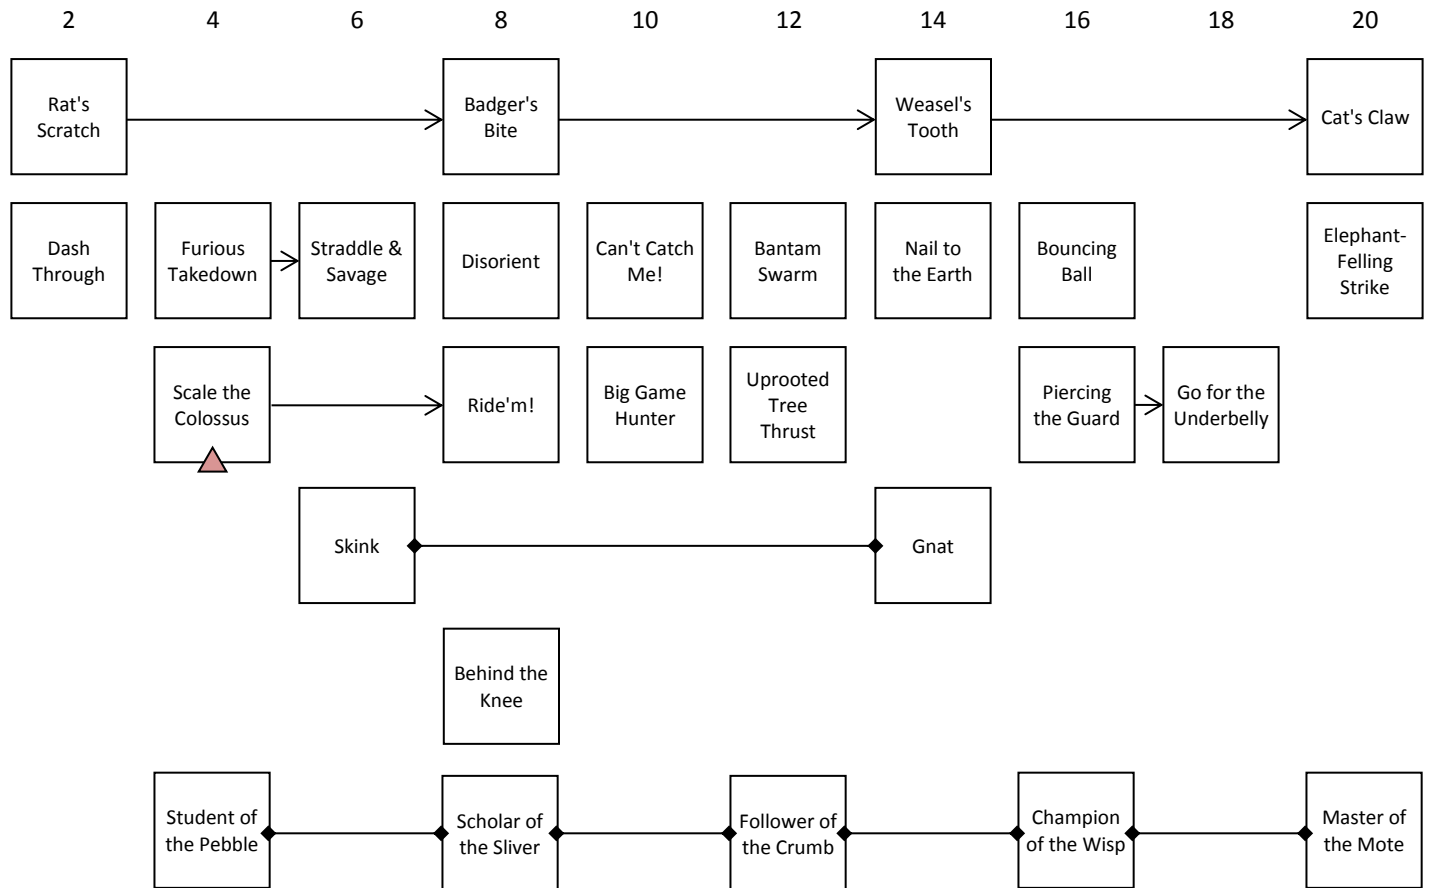 2 4 6 8 10 12 14 16 18 20
Rat's
Scratch
Badger's
Bite
Weasel's
Tooth
Cat's Claw
Dash
Through
Furious
Takedown
Straddle &
Savage
Disorient
Can't Catch
Me!
Bantam
Swarm
Nail to
the Earth
Bouncing
Ball
Elephant-
Felling
Strike
Scale the
Colossus
Ride'm!
Big Game
Hunter
Uprooted
Tree
Thrust
Piercing
the Guard
Go for the
Underbelly
Skink
Gnat
Behind the
Knee
Student of
the Pebble
Scholar of
the Sliver
Follower of
the Crumb
Champion
of the Wisp
Master of
the Mote